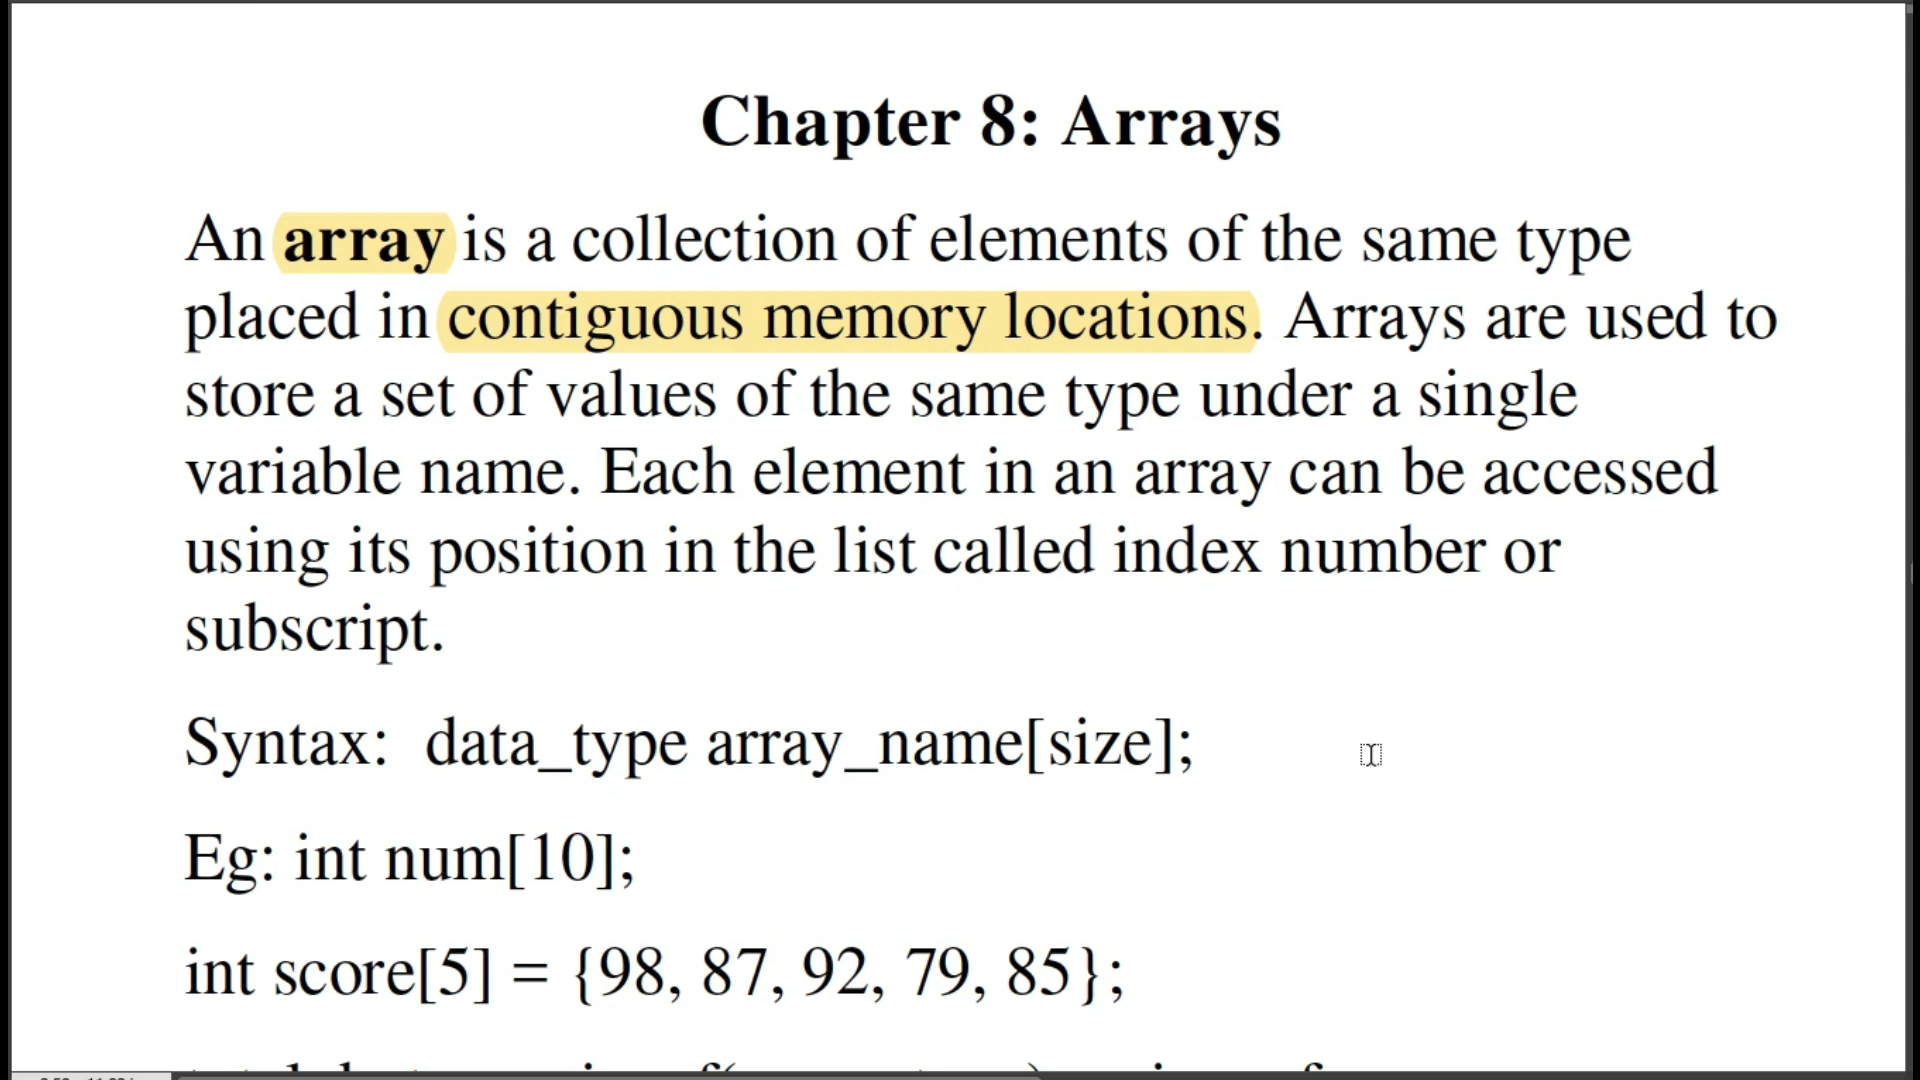 Chapter 8: Arrays
An array is a collection of elements of the same type
placed in contiguous memory locations. Arrays are used to
store a set of values of the same type under a single
variable name. Each element in an array can be accessed
using its position in the list called index number or
subscript.
Syntax: data_type array_name[size];
Eg: int num[10];
int score[5] = {98, 87, 92, 79, 85};